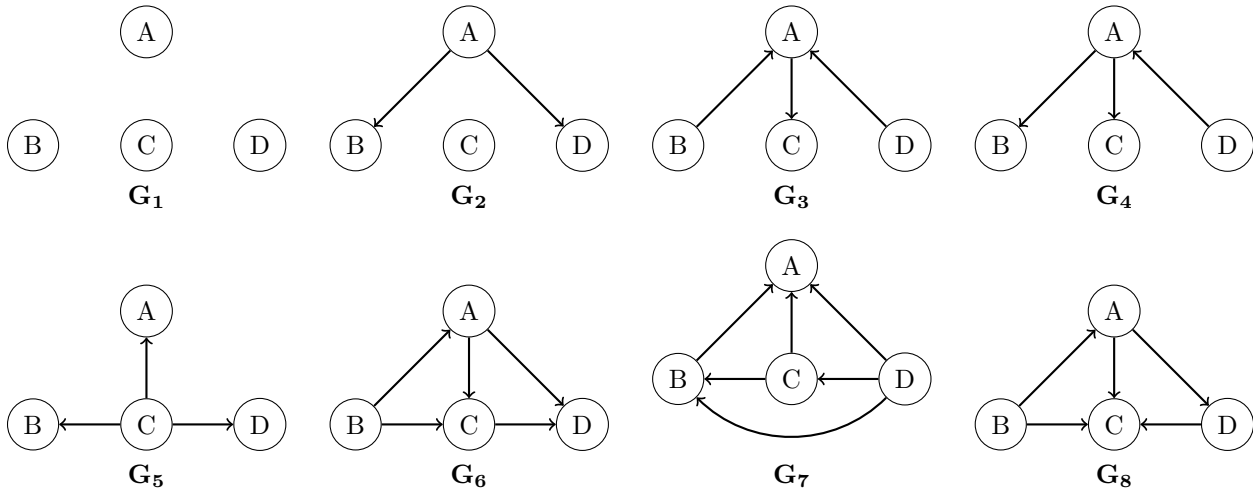 A A A A
B C D B C D B C D B C D
G₁ G₂ G₃ G₄
A
A A A
B C D
B C D B C D B C D
G₅ G₆ G₇ G₈